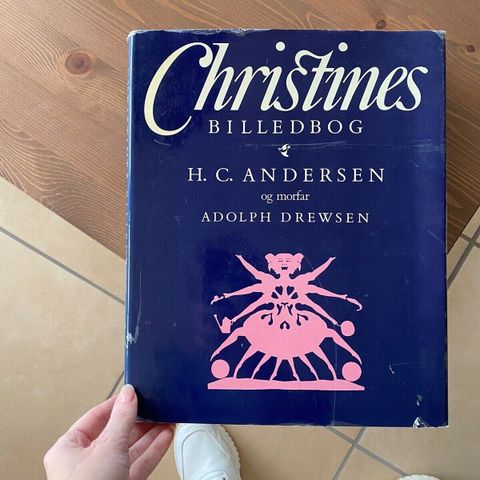 Christines
BILLEDBOG
H. C. ANDERSEN
og morfar
ADOLPH DREWSEN